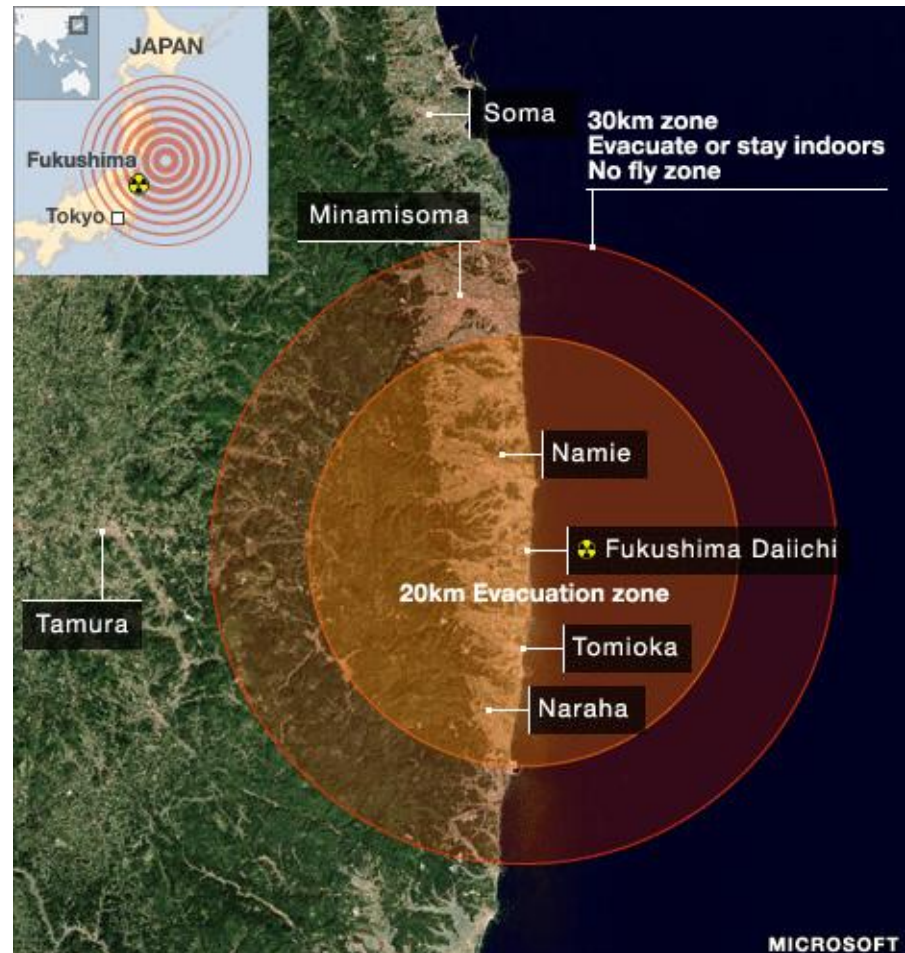 JAPAN
Fukushima
Tokyo
Soma
30km zone
Evacuate or stay indoors
No fly zone
Minamisoma
Namie
Fukushima Daiichi
20km Evacuation zone
Tamura
Tomioka
Naraha
MICROSOFT